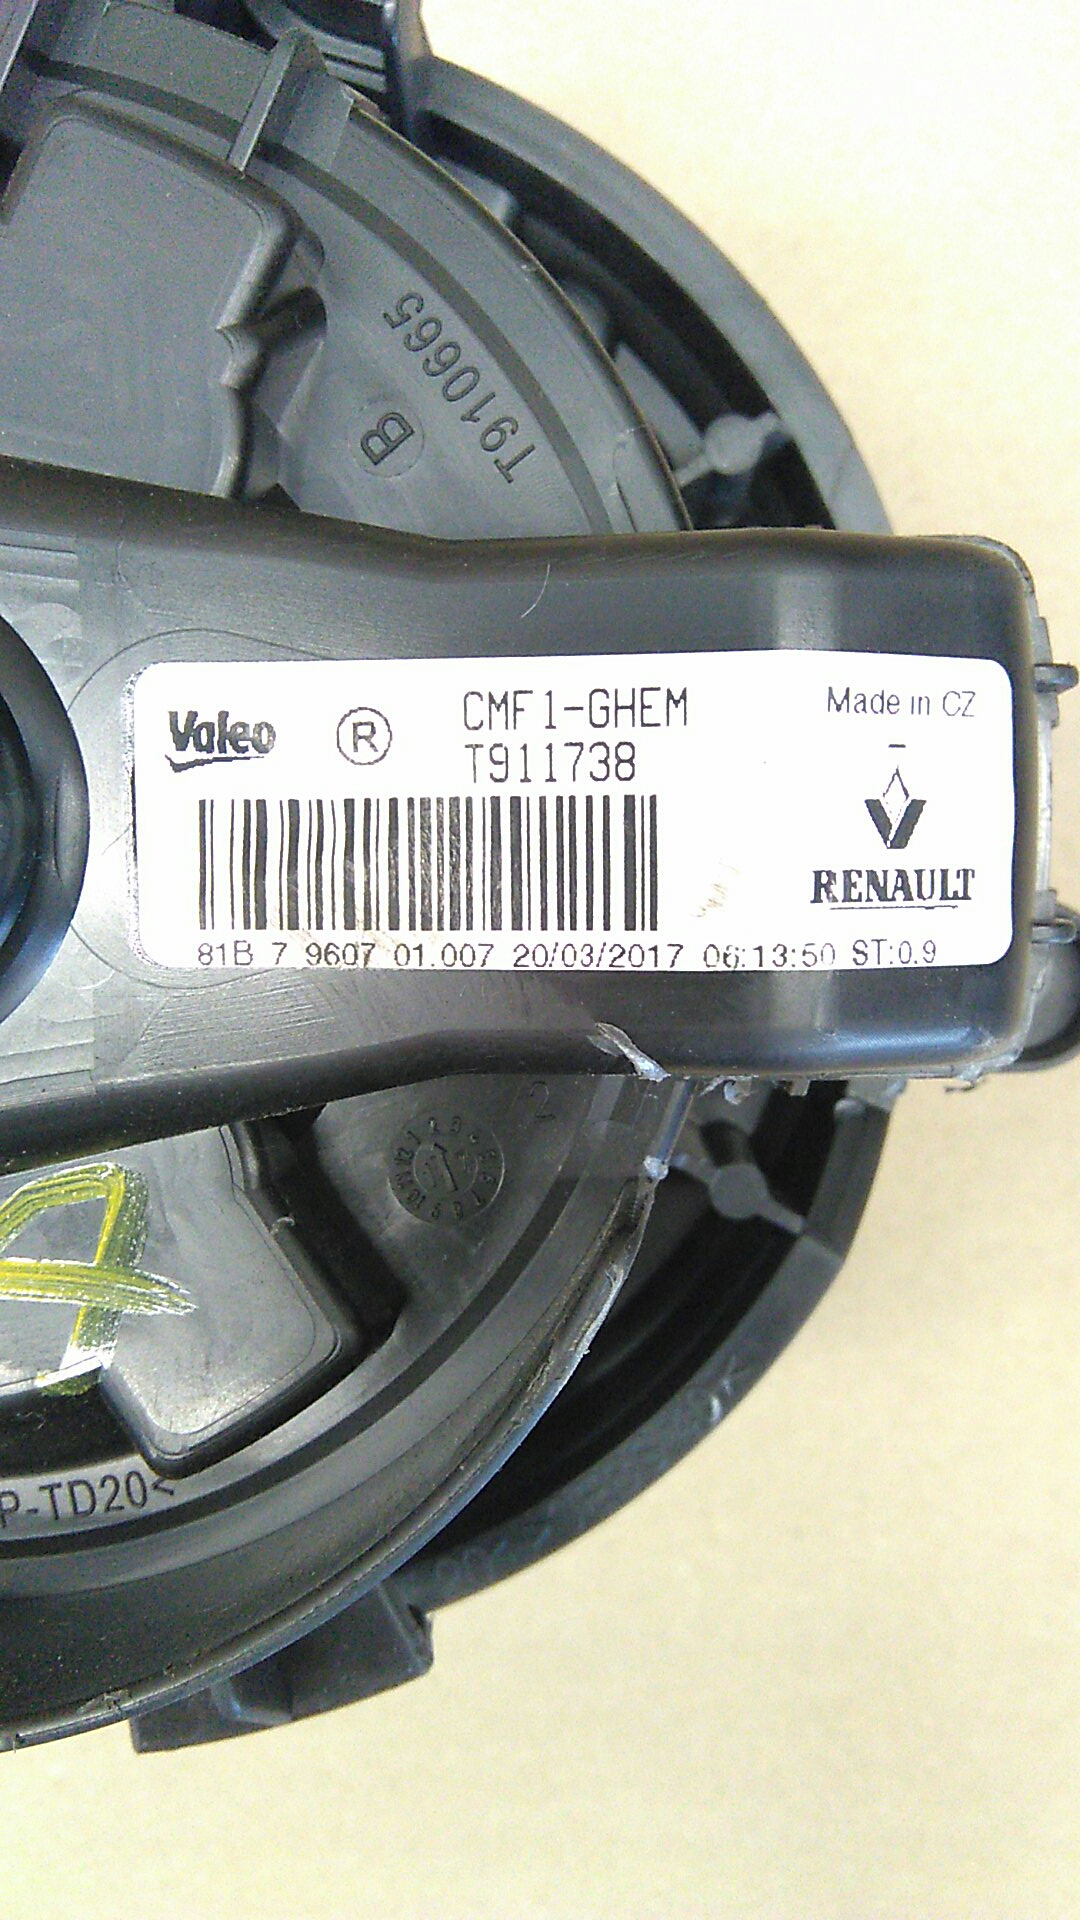 T910665
B
Valeo
R
CMF1-GHEM
T911738
Made in CZ
-
RENAULT
81B 7 9607 01.007 20/03/2017 06:13:50 ST:0.9
2
A
P-TD20<